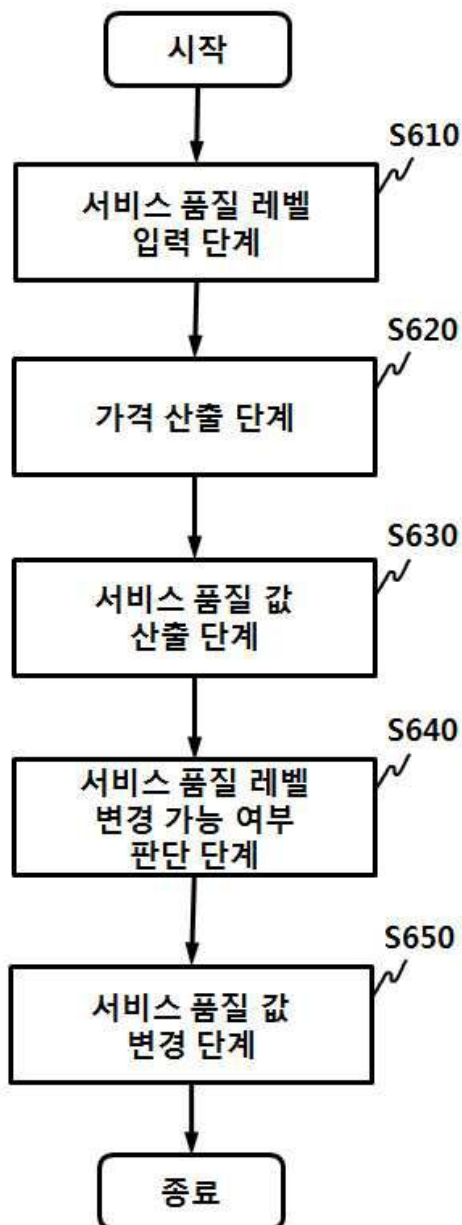 시작
S610
서비스 품질 레벨
입력 단계
S620
가격 산출 단계
S630
서비스 품질 값
산출 단계
S640
서비스 품질 레벨
변경 가능 여부
판단 단계
S650
서비스 품질 값
변경 단계
종료